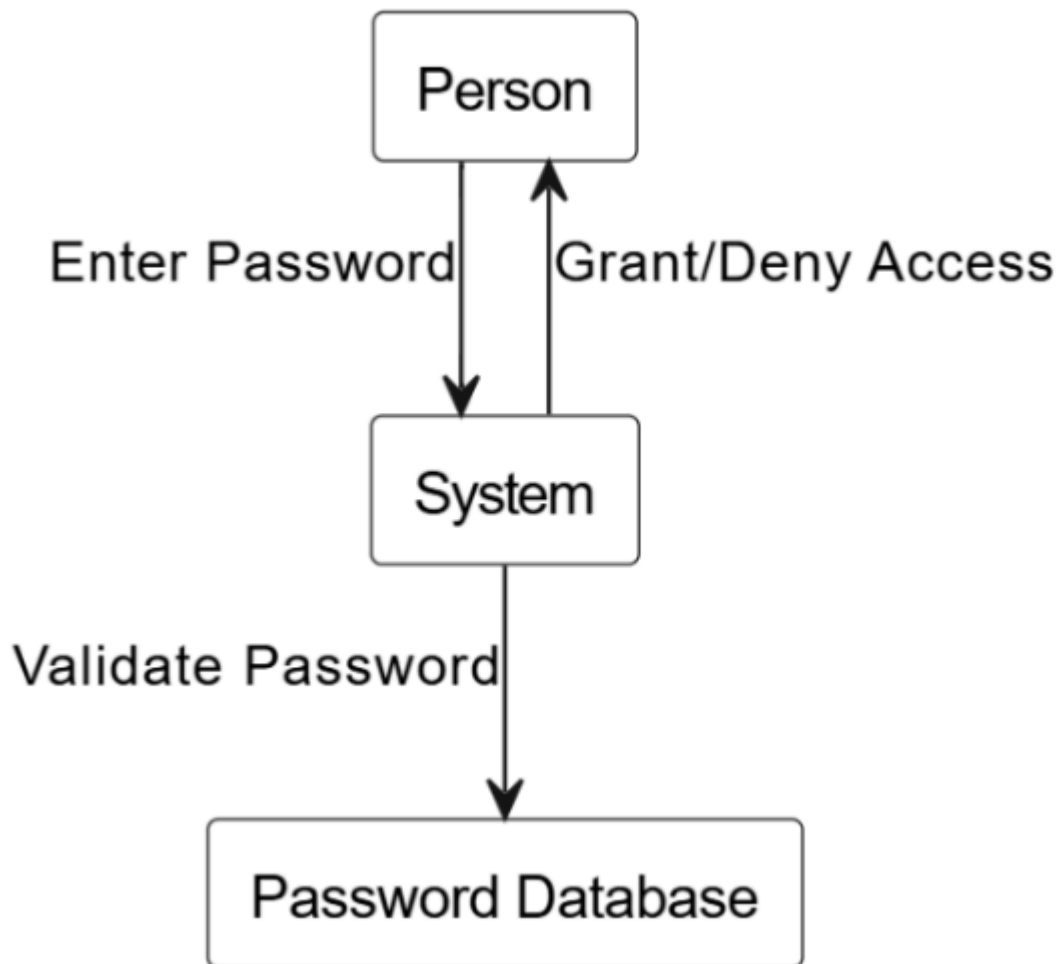 Person
Enter Password
Grant/Deny Access
System
Validate Password
Password Database